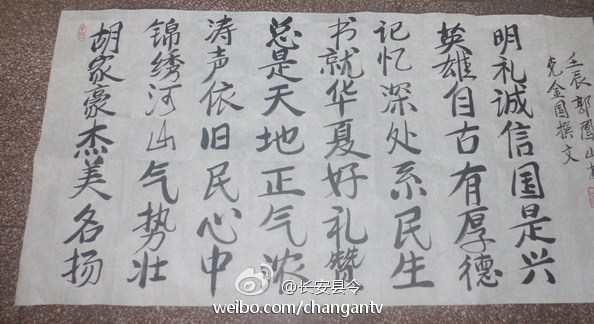 胡家豪杰美名扬
锦绣河山气势壮
涛声依旧民心中
总是天地正气浓
书就华夏好礼赞
记忆深处系民生
英雄自古有厚德
明礼诚信国是兴
金国撰文
壬辰 郭 山
@长安县令
weibo.com/changantv